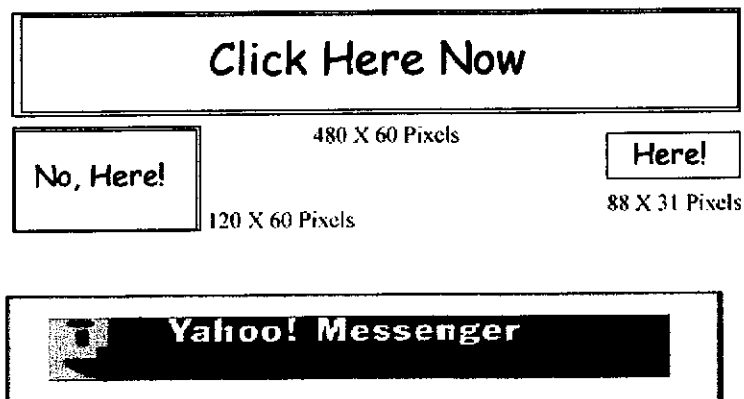 Click Here Now
480 X 60 Pixels
No, Here!
Here!
120 X 60 Pixels
88 X 31 Pixels
Yahoo! Messenger